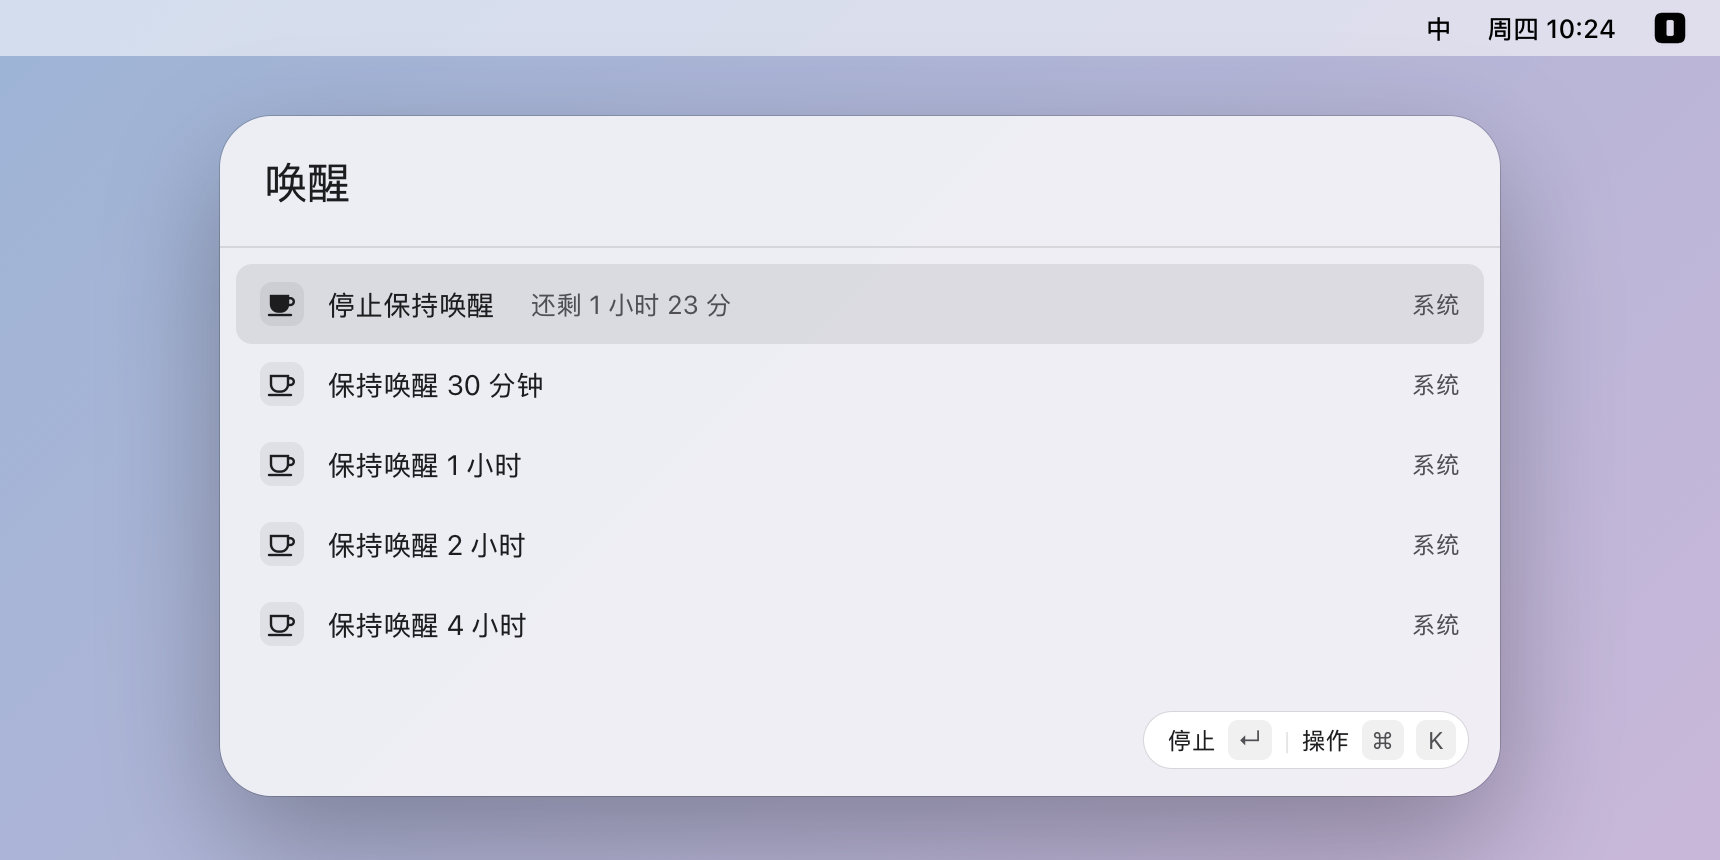 中 周四 10:24
唤醒
停止保持唤醒 还剩 1 小时 23 分 系统
保持唤醒 30 分钟 系统
保持唤醒 1 小时 系统
保持唤醒 2 小时 系统
保持唤醒 4 小时 系统
停止 ↵ 操作 ⌘ K